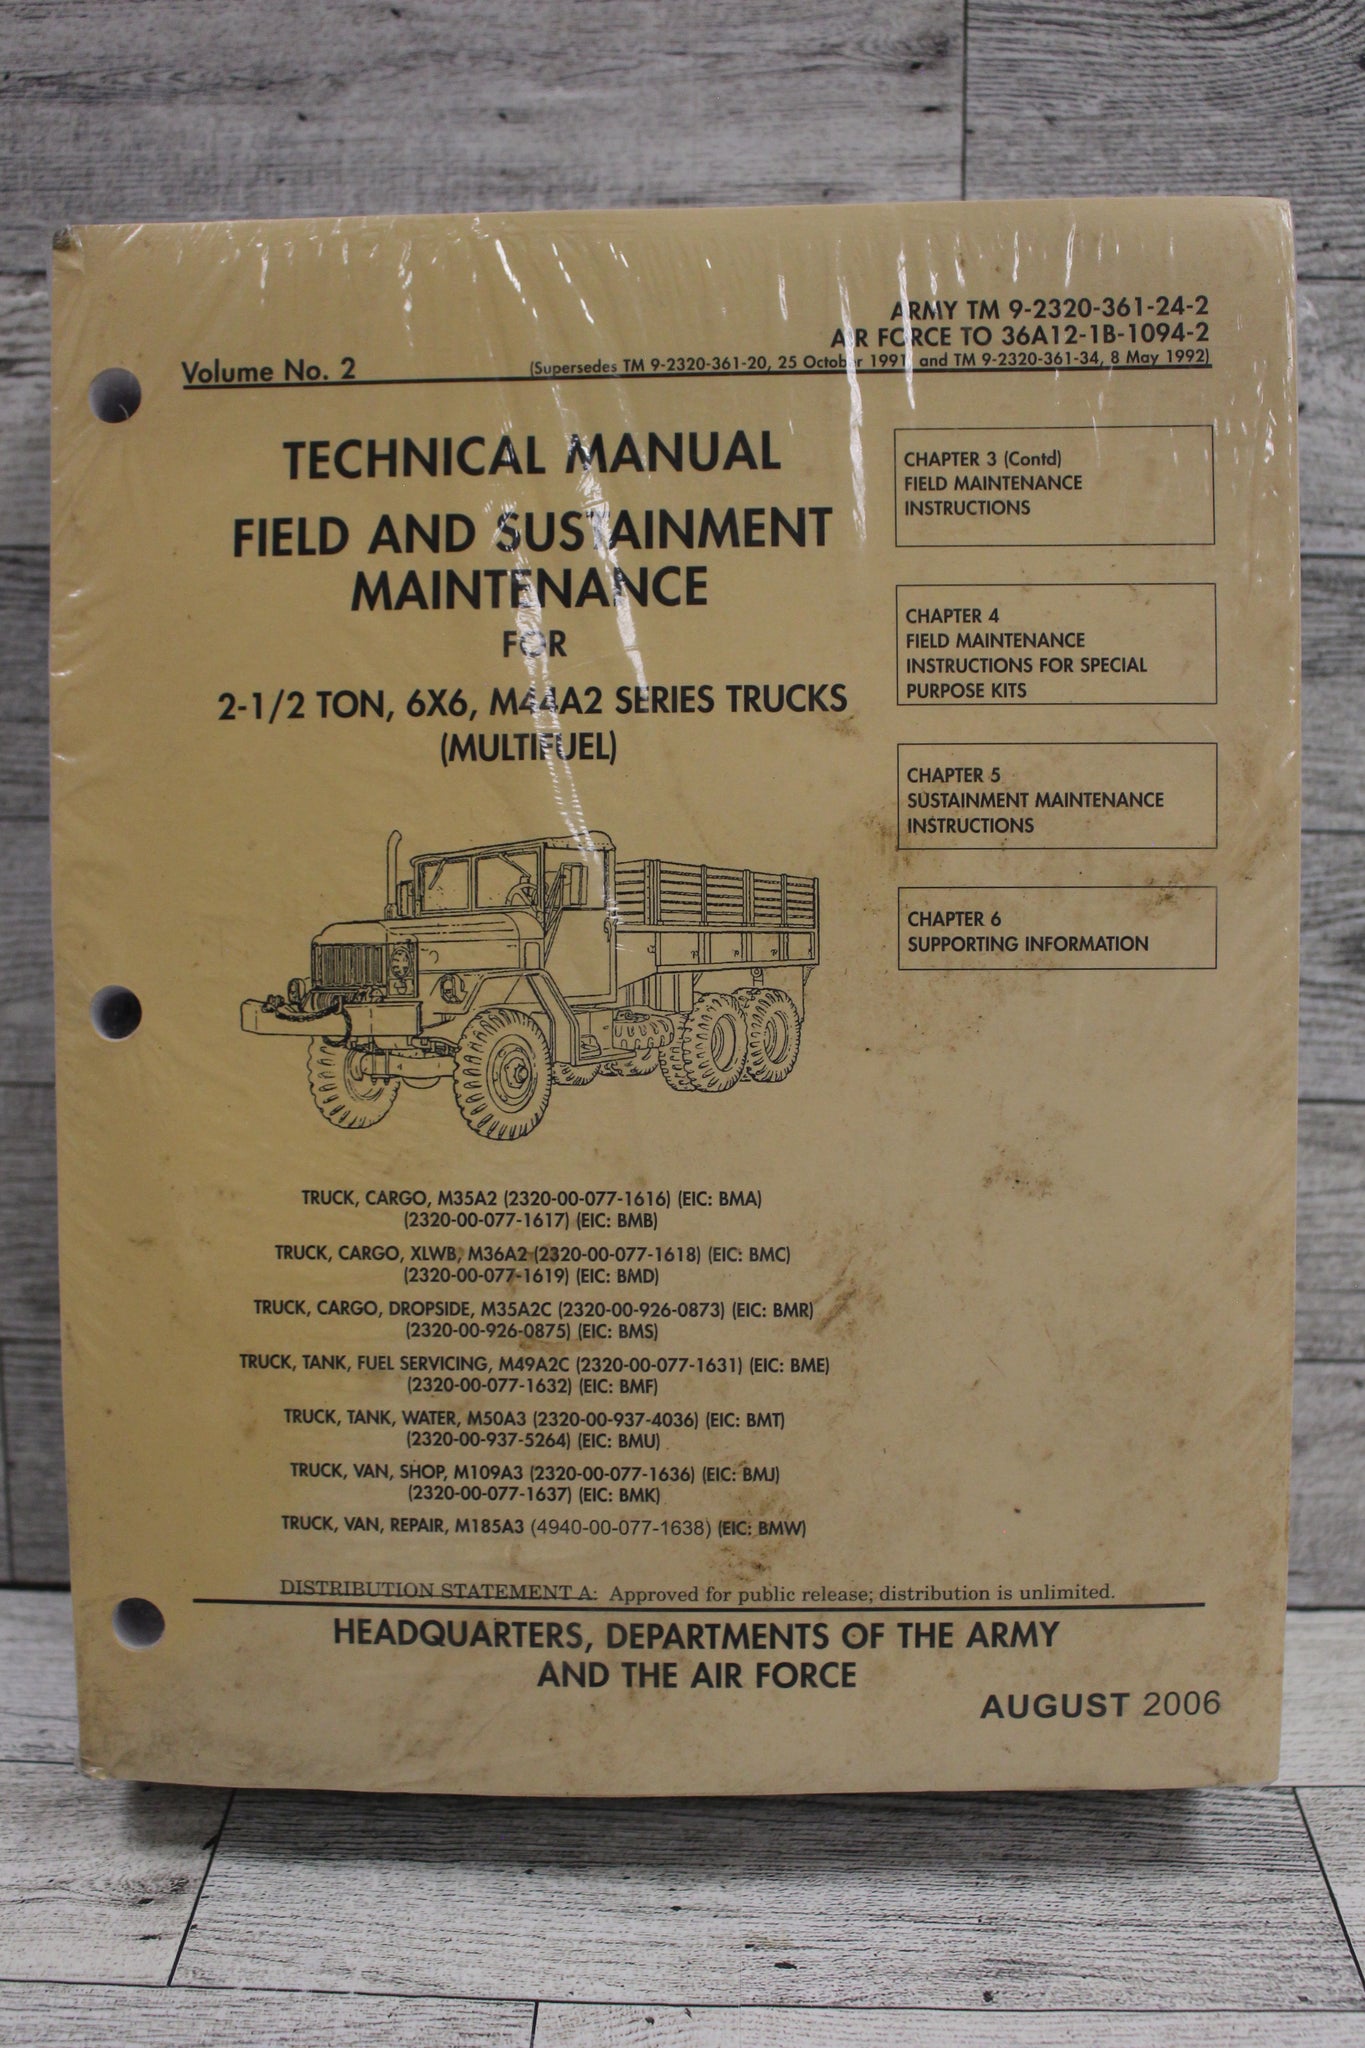 ARMY TM 9-2320-361-24-2
AIR FORCE TO 36A12-1B-1094-2
Volume No. 2 (Supersedes TM 9-2320-361-20, 25 October 1991, and TM 9-2320-361-34, 8 May 1992)
TECHNICAL MANUAL
FIELD AND SUSTAINMENT
MAINTENANCE
FOR
2-1/2 TON, 6X6, M44A2 SERIES TRUCKS
(MULTIFUEL)
CHAPTER 3 (Contd)
FIELD MAINTENANCE
INSTRUCTIONS
CHAPTER 4
FIELD MAINTENANCE
INSTRUCTIONS FOR SPECIAL
PURPOSE KITS
CHAPTER 5
SUSTAINMENT MAINTENANCE
INSTRUCTIONS
CHAPTER 6
SUPPORTING INFORMATION
TRUCK, CARGO, M35A2 (2320-00-077-1616) (EIC: BMA)
(2320-00-077-1617) (EIC: BMB)
TRUCK, CARGO, XLWB, M36A2 (2320-00-077-1618) (EIC: BMC)
(2320-00-077-1619) (EIC: BMD)
TRUCK, CARGO, DROPSIDE, M35A2C (2320-00-926-0873) (EIC: BMR)
(2320-00-926-0875) (EIC: BMS)
TRUCK, TANK, FUEL SERVICING, M49A2C (2320-00-077-1631) (EIC: BME)
(2320-00-077-1632) (EIC: BMF)
TRUCK, TANK, WATER, M50A3 (2320-00-937-4036) (EIC: BMT)
(2320-00-937-5264) (EIC: BMU)
TRUCK, VAN, SHOP, M109A3 (2320-00-077-1636) (EIC: BMJ)
(2320-00-077-1637) (EIC: BMK)
TRUCK, VAN, REPAIR, M185A3 (4940-00-077-1638) (EIC: BMW)
DISTRIBUTION STATEMENT A: Approved for public release; distribution is unlimited.
HEADQUARTERS, DEPARTMENTS OF THE ARMY
AND THE AIR FORCE
AUGUST 2006